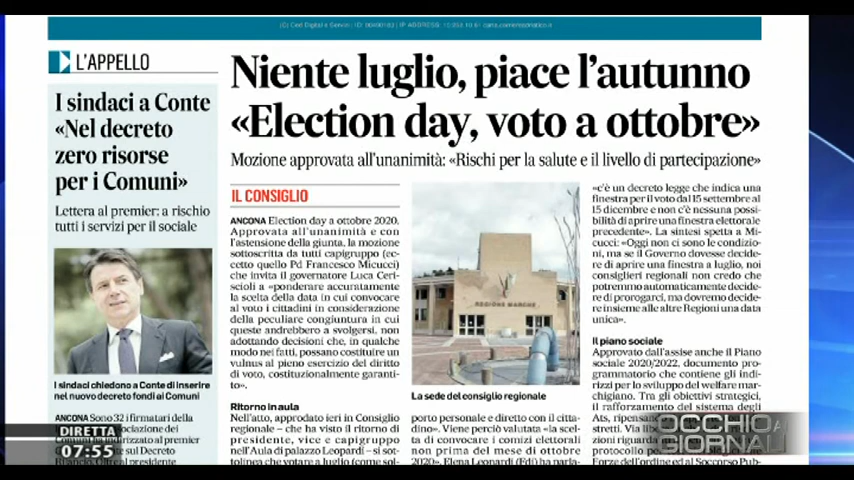 L'APPELLO
I sindaci a Conte
«Nel decreto
zero risorse
per i Comuni»
Lettera al premier: a rischio
tutti i servizi per il sociale
I sindaci chiedono a Conte di inserire
nel nuovo decreto fondi ai Comuni
ANCONA Sono 32 i firmatari della
Niente luglio, piace l'autunno
«Election day, voto a ottobre»
Mozione approvata all'unanimità: «Rischi per la salute e il livello di partecipazione»
IL CONSIGLIO
ANCONA Election day a ottobre 2020.
Approvata all'unanimità e con
l'astensione della giunta, la mozione
sottoscritta da tutti capigruppo (ec-
cetto quello Pd Francesco Micucci) che
invita il governatore Luca Ceri-
scioli a «ponderare accuratamente
la scelta della data in cui convocare
al voto i cittadini in considerazione
della peculiare congiuntura in cui
queste andrebbero a svolgersi, non
adottando decisioni che, in qualche
modo nei fatti, possano costituire un
vulnus al pieno esercizio del diritto
di voto, costituzionalmente garanti-
to».
Ritorno in aula
Nell'atto, approvato ieri in Consiglio
regionale – che ha visto il ritorno di
presidente, vice e capigruppo
nell'Aula di palazzo Leopardi – si sot-
tolinea che votare a luglio (come sol-
REGIONE MARCHE
La sede del consiglio regionale
porto personale e diretto con il citta-
dino». Viene perciò valutata «la scelta
di convocare i comizi elettorali
non prima del mese di ottobre
2020». Elena Leonardi (FdI) ha parla-
«c'è un decreto legge che indica una
finestra per il voto dal 15 settembre al
15 dicembre e non c'è nessuna possi-
bilità di aprire una finestra elettorale
precedente». La sintesi spetta a Mi-
cucci: «Oggi non ci sono le condizio-
ni, ma se il Governo dovesse decidere
di aprire una finestra a luglio, noi
consiglieri regionali non credo che
potremmo automaticamente decidere
di prorogarci, ma dovremo decidere
insieme alle altre Regioni una data
unica».
Il piano sociale
Approvato dall'assise anche il Piano
sociale 2020/2022, documento pro-
grammatorio che contiene gli indi-
rizzi per lo sviluppo del welfare mar-
chigiano. Tra gli obiettivi strategici,
il rafforzamento del sistema degli
DIRETTA
07:55
OCCHIO AI
GIORNALI